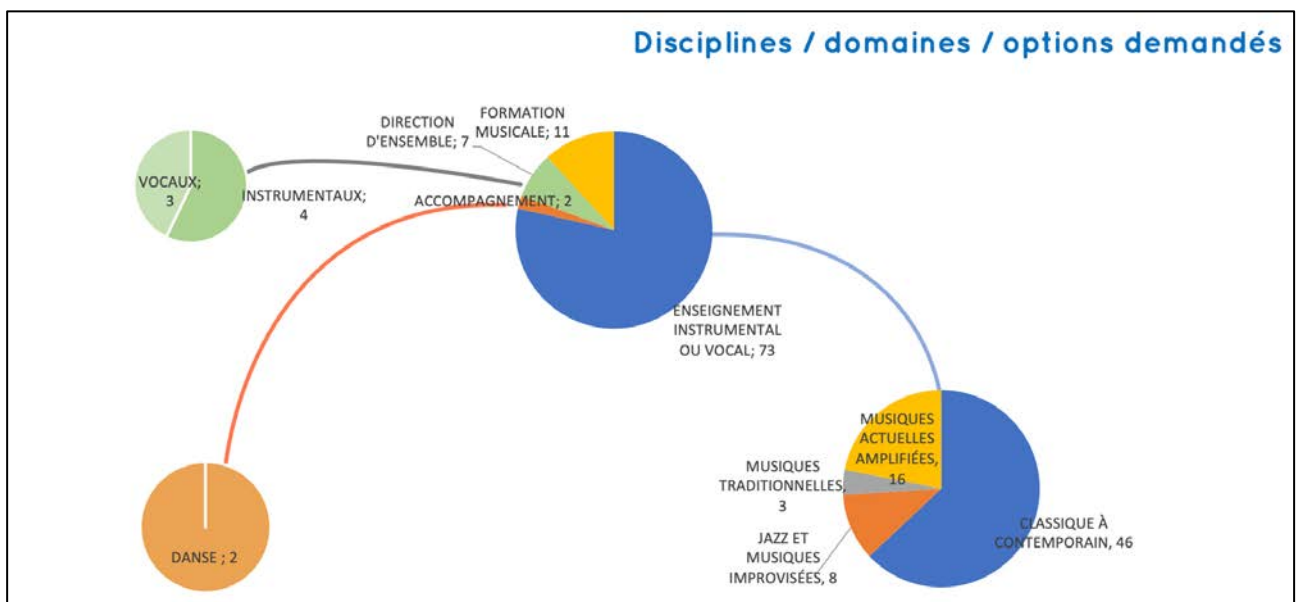 Disciplines / domaines / options demandés
DIRECTION
D'ENSEMBLE; 7
FORMATION
MUSICALE; 11
VOCAUX;
3
INSTRUMENTAUX;
4
ACCOMPAGNEMENT; 2
ENSEIGNEMENT
INSTRUMENTAL
OU VOCAL; 73
DANSE ; 2
MUSIQUES
ACTUELLES
AMPLIFIÉES,
16
MUSIQUES
TRADITIONNELLES,
3
JAZZ ET
MUSIQUES
IMPROVISÉES, 8
CLASSIQUE À
CONTEMPORAIN, 46